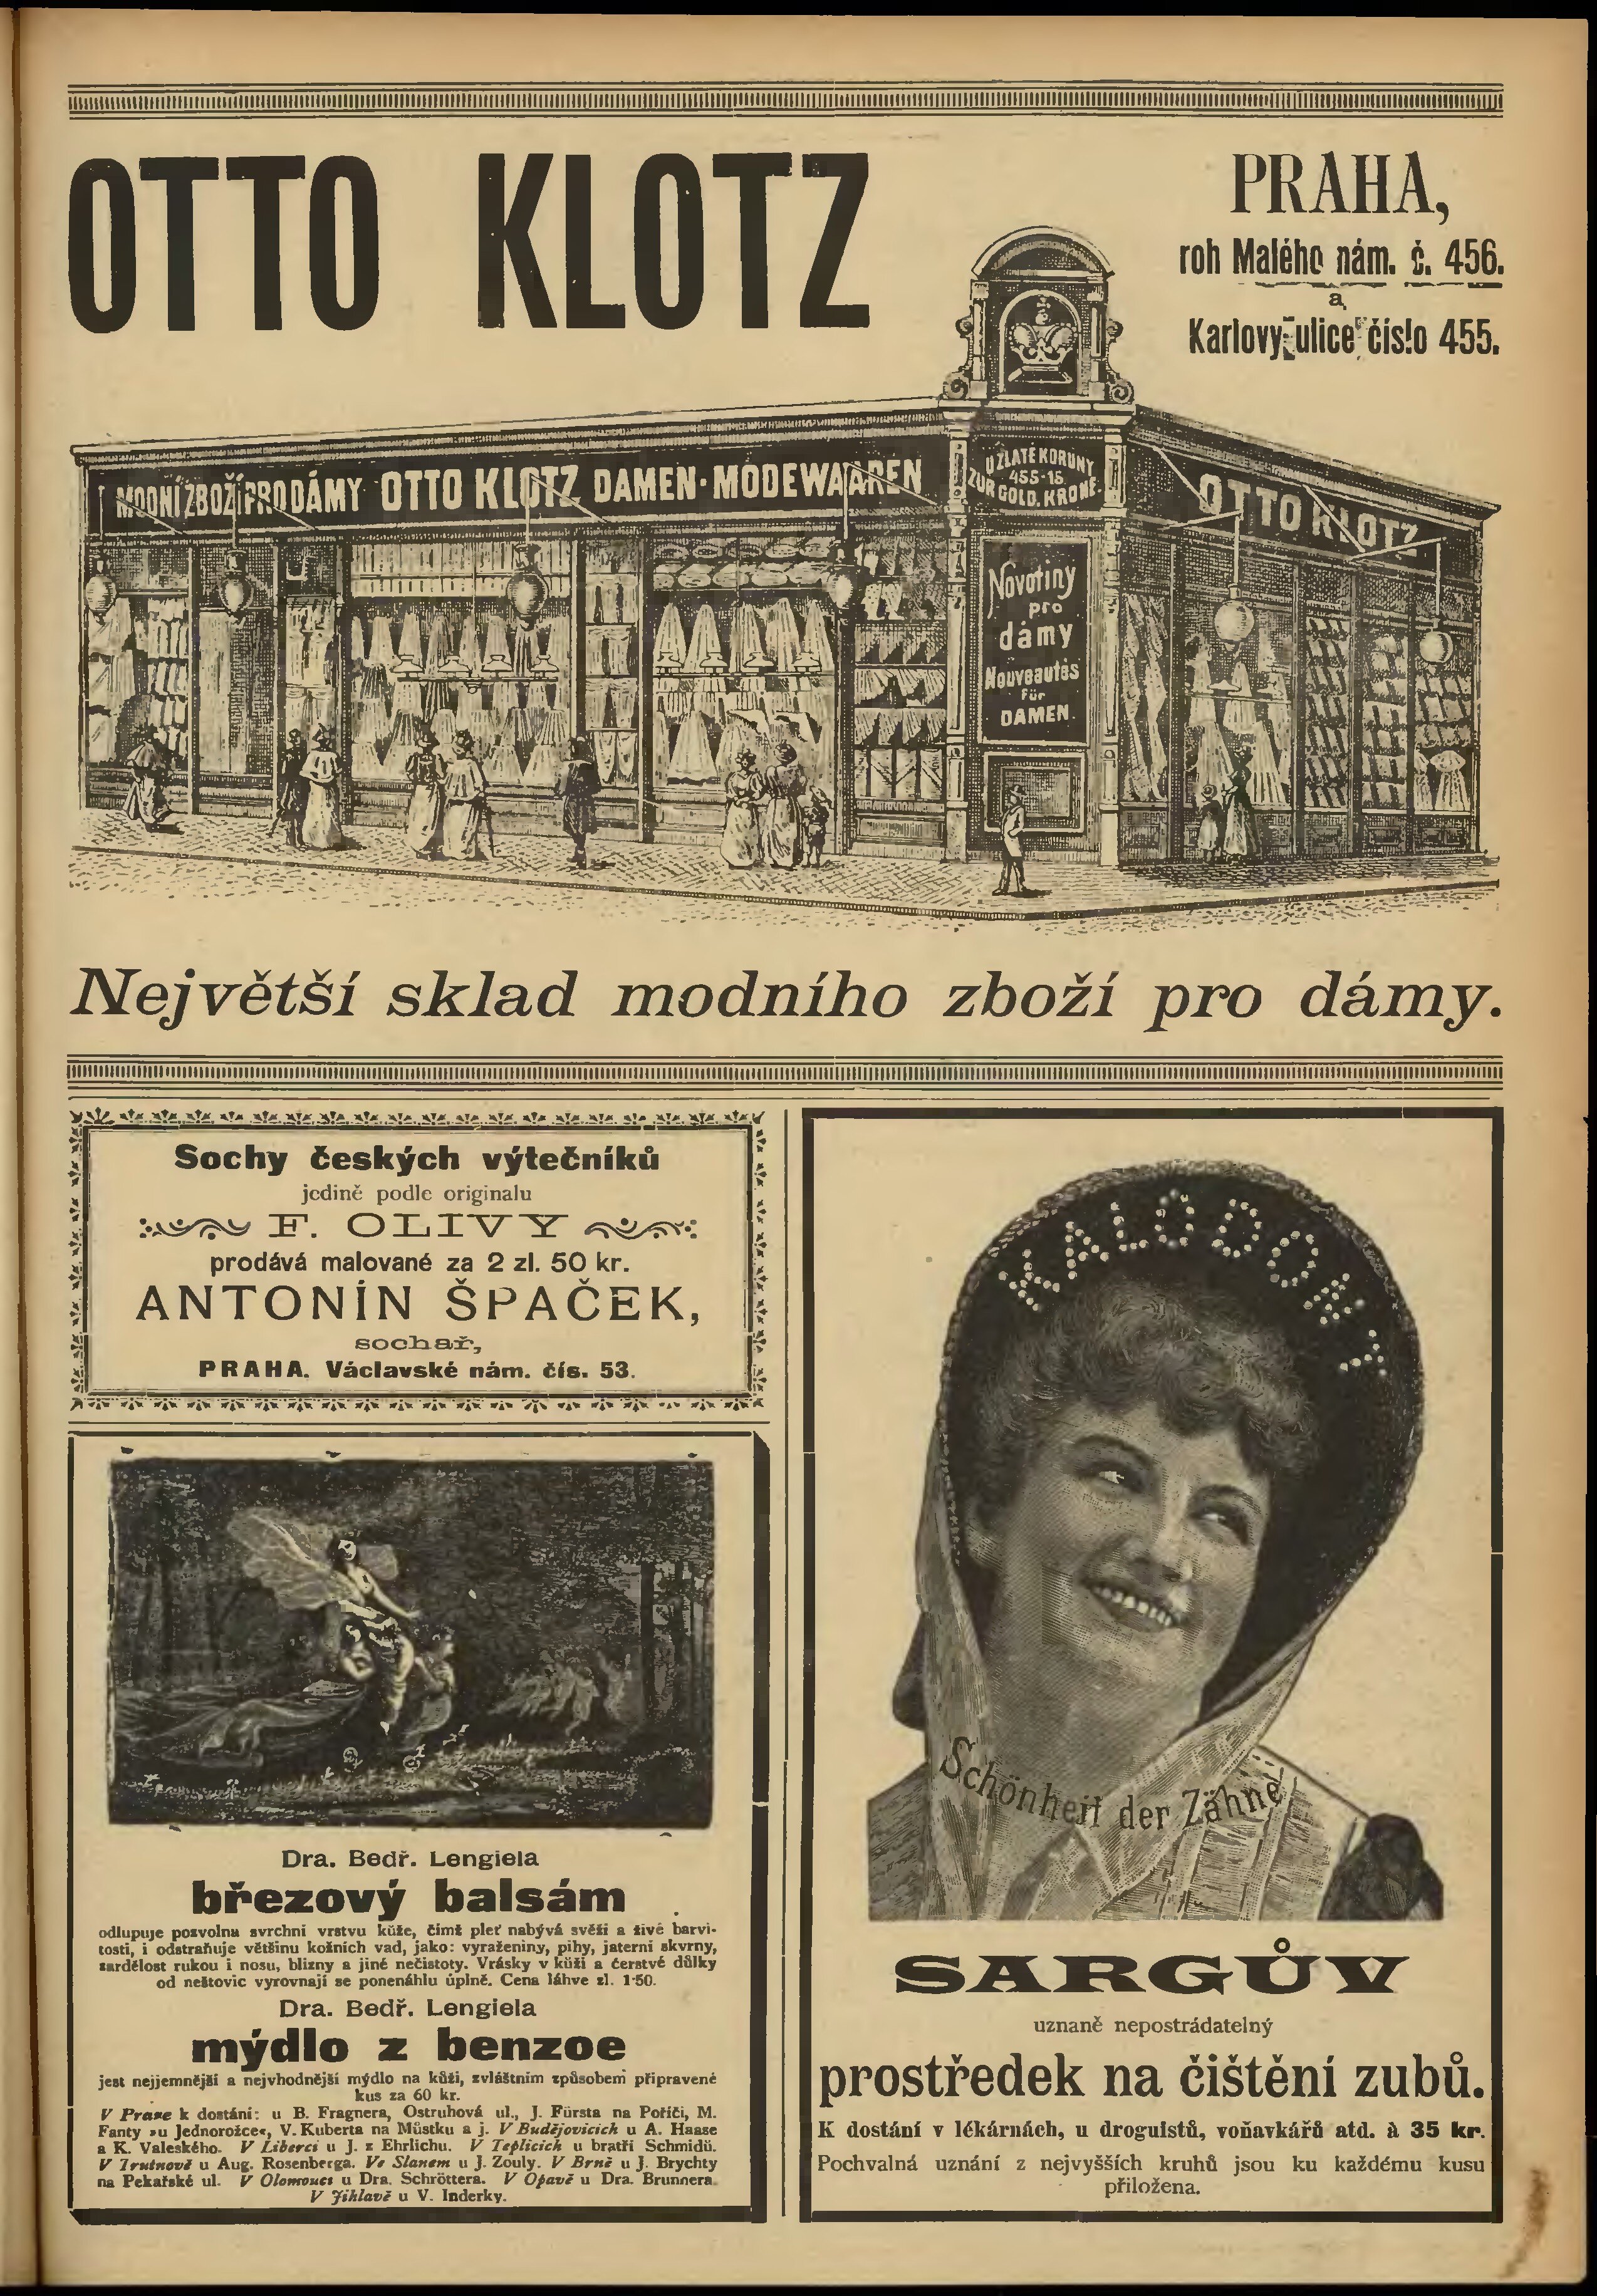 OTTO KLOTZ
PRAHA,
roh Malého nám. č. 456.
a
Karlovy ulice číslo 455.
MODNÍ ZBOŽÍ PRO DÁMY OTTO KLOTZ DAMEN-MODEWAAREN
U ZLATÉ KORUNY
455-15
ZUR GOLD. KRONE
OTTO KLOTZ
Novotiny
pro
dámy
Nouveautés
Für
DAMEN.
Největší sklad modního zboží pro dámy.
Sochy českých výtečníků
jedině podle originalu
F. OLIVY
prodává malované za 2 zl. 50 kr.
ANTONÍN ŠPAČEK,
sochař,
PRAHA. Václavské nám. čís. 53.
Dra. Bedř. Lengiela
březový balsám
odlupuje posvolna svrchní vrstvu kůže, čímž pleť nabývá svěží a živé barvi-
tosti, i odstraňuje většinu kožních vad, jako: vyraženiny, pihy, jaterní skvrny,
zardělost rukou i nosu, blizny a jiné nečistoty. Vrásky v kůži a čerstvé důlky
od neštovic vyrovnají se ponenáhlu úplně. Cena láhve zl. 1·50.
Dra. Bedř. Lengiela
mýdlo z benzoe
jest nejjemnější a nejvhodnější mýdlo na kůži, zvláštním způsobem připravené
kus za 60 kr.
V Praze k dostání: u B. Fragnera, Ostruhová ul., J. Fürsta na Poříčí, M.
Fanty »u Jednorožce«, V. Kuberta na Můstku a j. V Budějovicích u A. Haase
a K. Valeského. V Liberci u J. z Ehrlichu. V Teplicích u bratří Schmidů.
V Trutnově u Aug. Rosenberga. Ve Slaném u J. Zouly. V Brně u J. Brychty
na Pekařské ul. V Olomouci u Dra. Schröttera. V Opavě u Dra. Brunnera.
V Jihlavě u V. Inderky.
KALODONT
Schönheit der Zähne
SARGŮV
uznaně nepostrádatelný
prostředek na čištění zubů.
K dostání v lékárnách, u droguistů, voňavkářů atd. à 35 kr.
Pochvalná uznání z nejvyšších kruhů jsou ku každému kusu
přiložena.